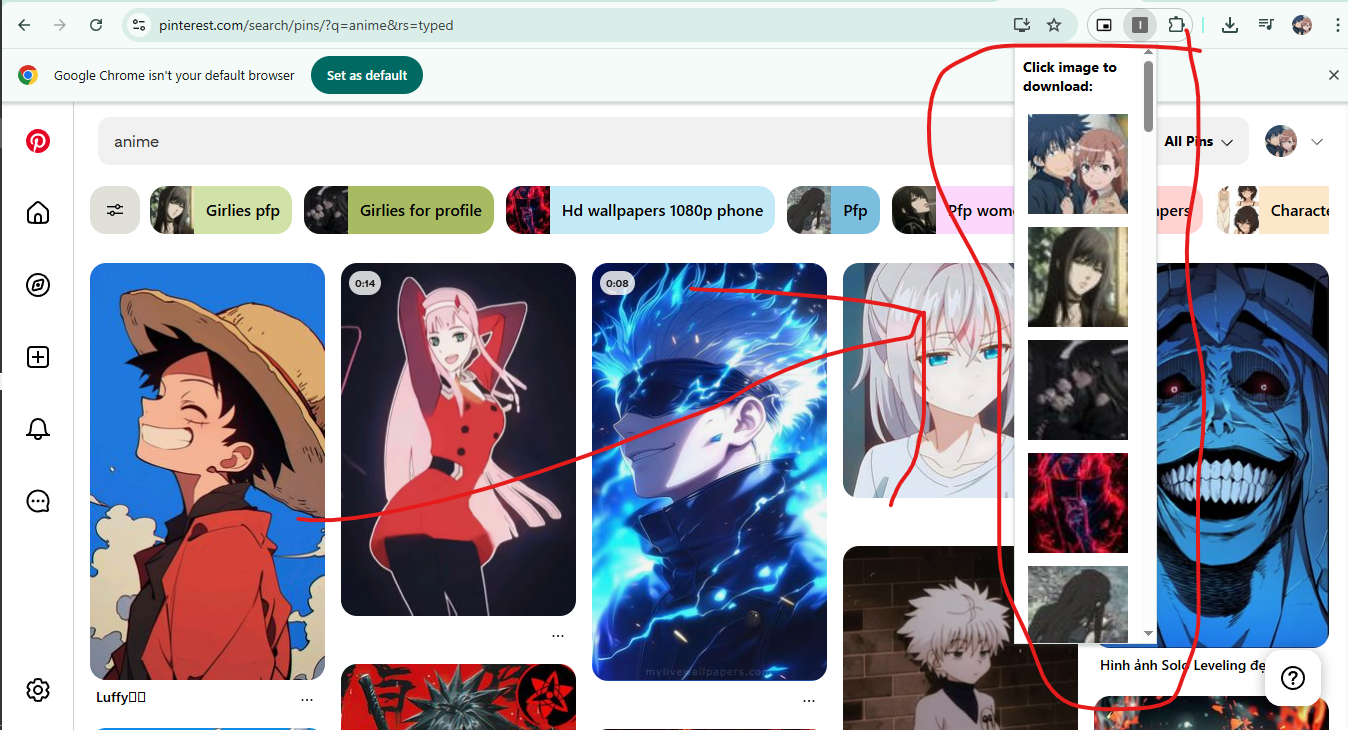 pinterest.com/search/pins/?q=anime&rs=typed
Google Chrome isn't your default browser
Set as default
Click image to
download:
anime
All Pins
Girlies pfp
Girlies for profile
Hd wallpapers 1080p phone
Pfp
Pfp wom
apers
Characte
0:14
0:08
mylivewallpapers.com
Luffy
Hình ảnh Solo Leveling đẹ